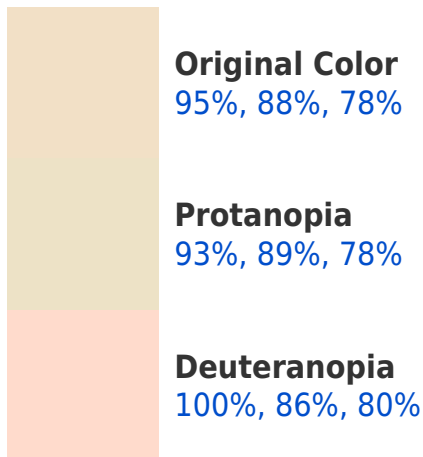 Original Color
95%, 88%, 78%
Protanopia
93%, 89%, 78%
Deuteranopia
100%, 86%, 80%